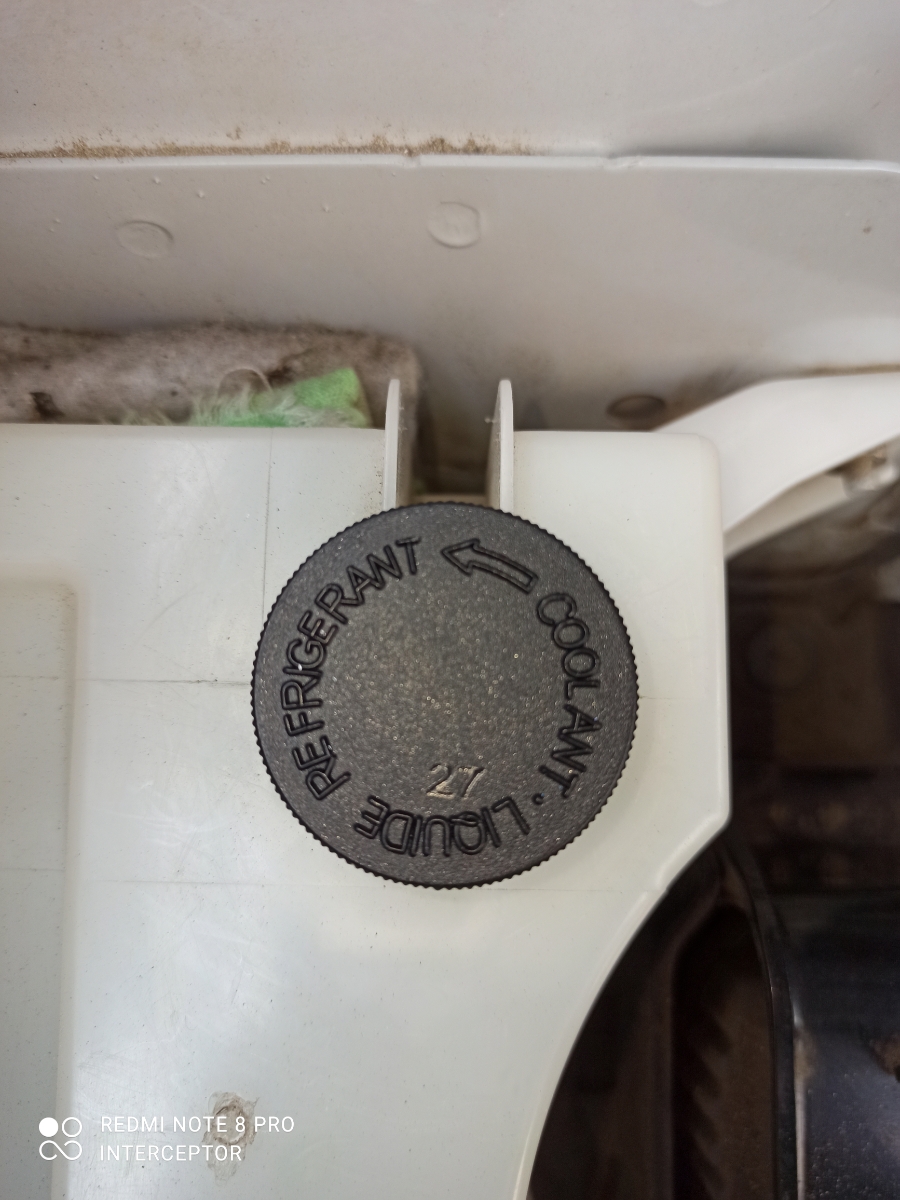 COOLANT · LIQUIDE REFRIGERANT
27
REDMI NOTE 8 PRO
INTERCEPTOR